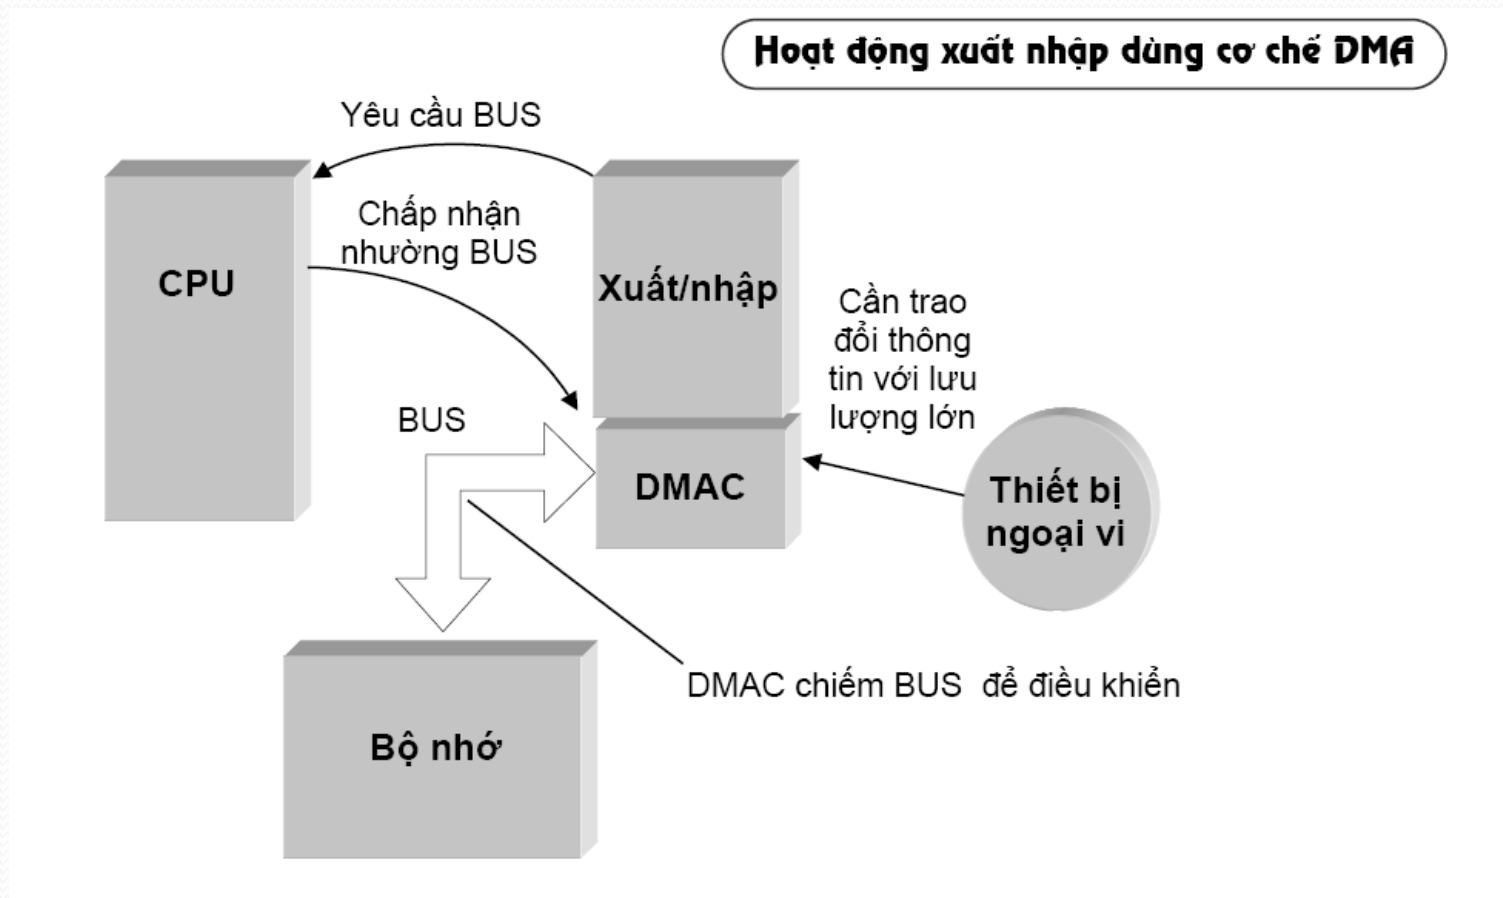 Hoạt động xuất nhập dùng cơ chế DMA
Yêu cầu BUS
Chấp nhận
nhường BUS
CPU
Xuất/nhập
Cần trao
đổi thông
tin với lưu
lượng lớn
BUS
DMAC
Thiết bị
ngoại vi
DMAC chiếm BUS để điều khiển
Bộ nhớ